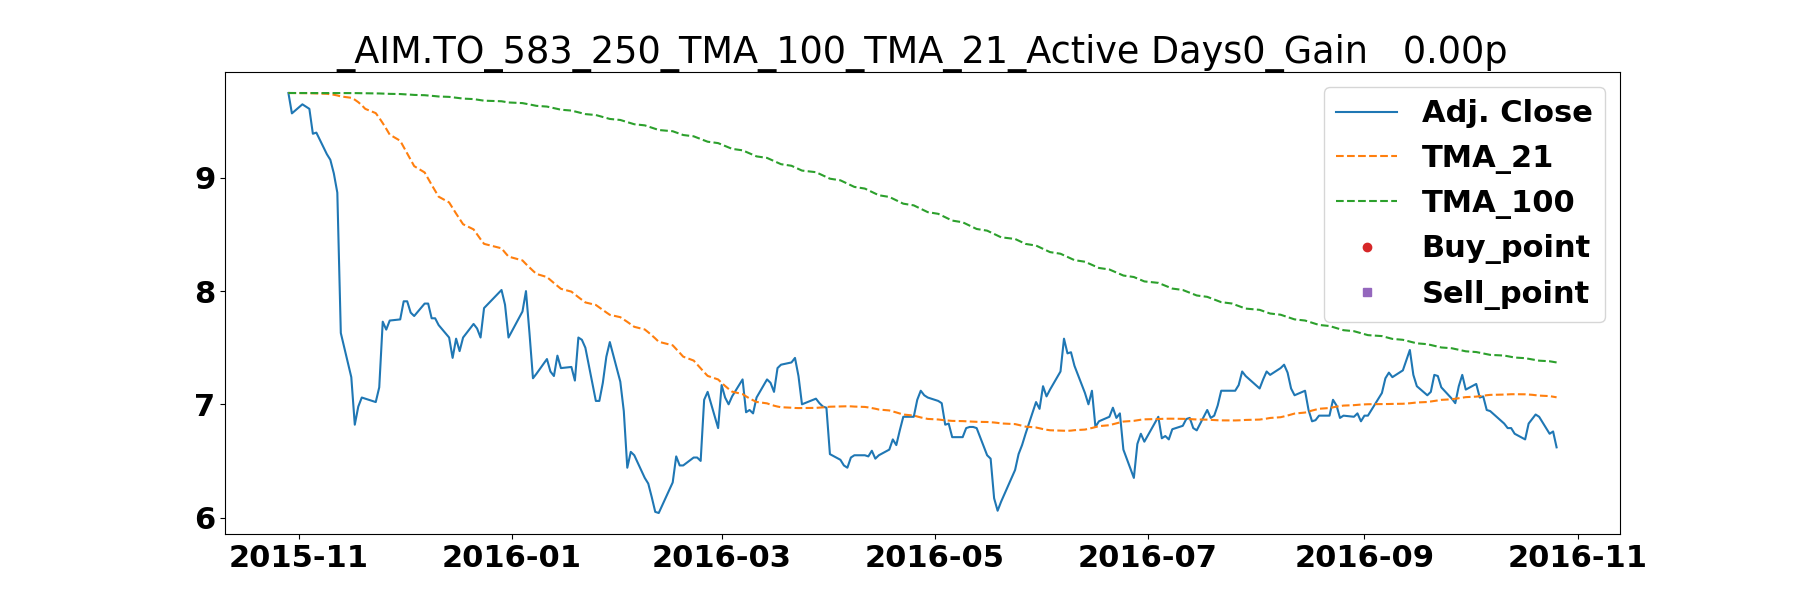 _AIM.TO_583_250_TMA_100_TMA_21_Active Days0_Gain   0.00p
Adj. Close
TMA_21
TMA_100
Buy_point
Sell_point
9
8
7
6
2015-11 2016-01 2016-03 2016-05 2016-07 2016-09 2016-11